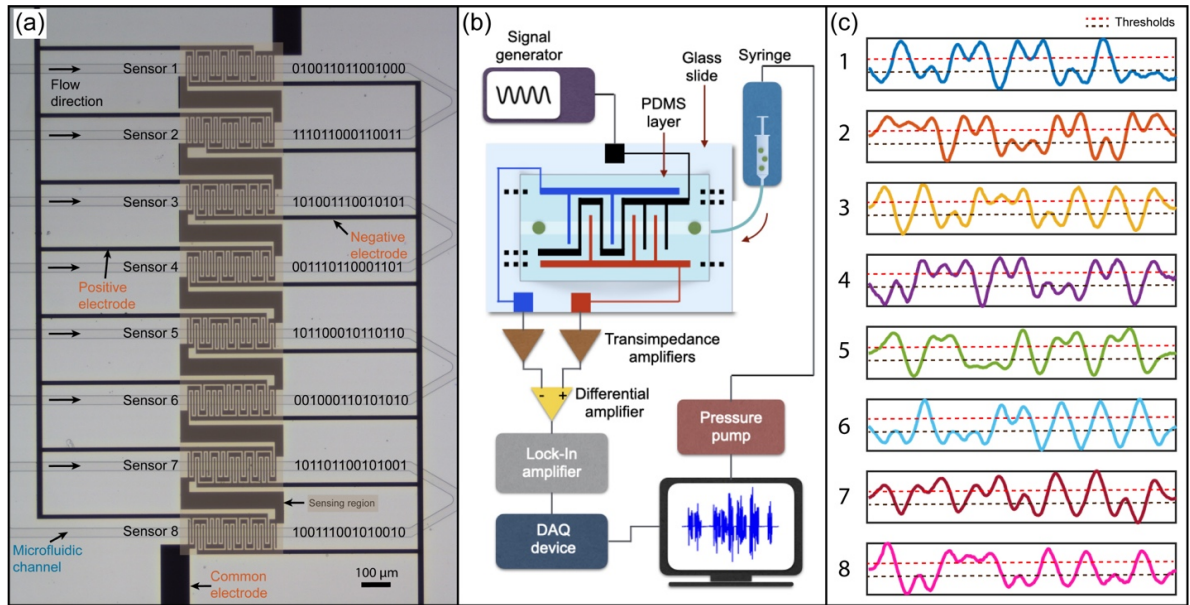 (a)
Sensor 1
010011011001000
Flow
direction
Sensor 2
111011000110011
Sensor 3
101001110010101
Negative
electrode
Sensor 4
001110110001101
Positive
electrode
Sensor 5
101100010110110
Sensor 6
001000110101010
Sensor 7
101101100101001
Sensing region
Sensor 8
100111001010010
Microfluidic
channel
Common
electrode
100 µm
(b)
Signal
generator
Glass
slide
Syringe
PDMS
layer
Transimpedance
amplifiers
- +
Differential
amplifier
Lock-In
amplifier
Pressure
pump
DAQ
device
(c)
Thresholds
1
2
3
4
5
6
7
8